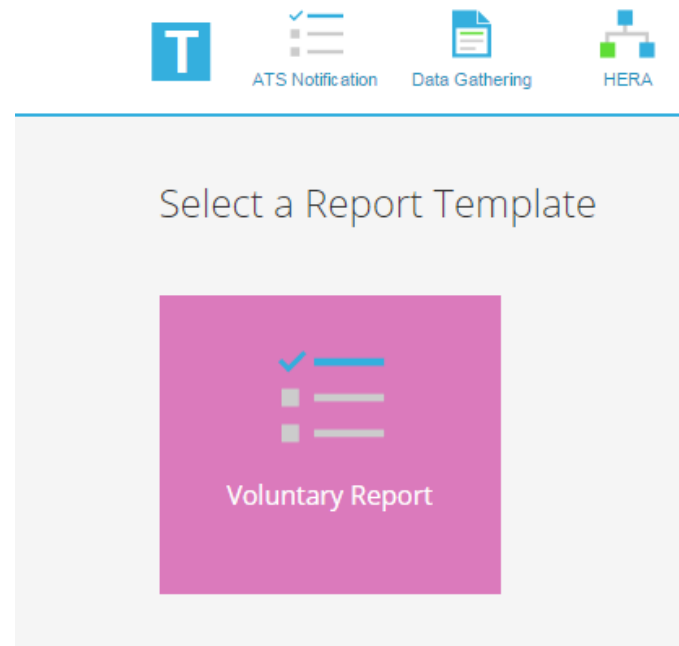 T
ATS Notification
Data Gathering
HERA
Select a Report Template
Voluntary Report